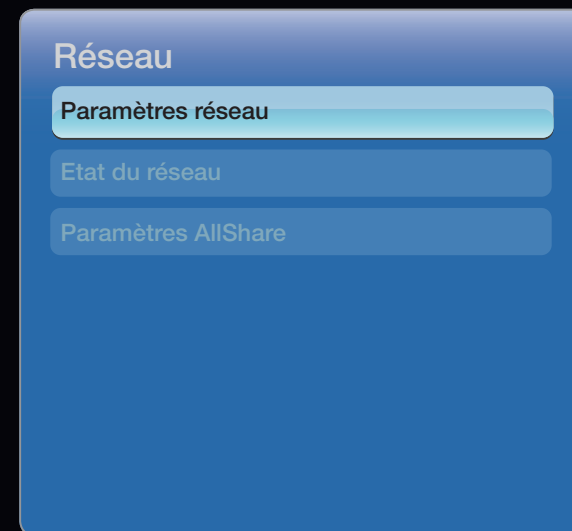 Réseau
Paramètres réseau
Etat du réseau
Paramètres AllShare